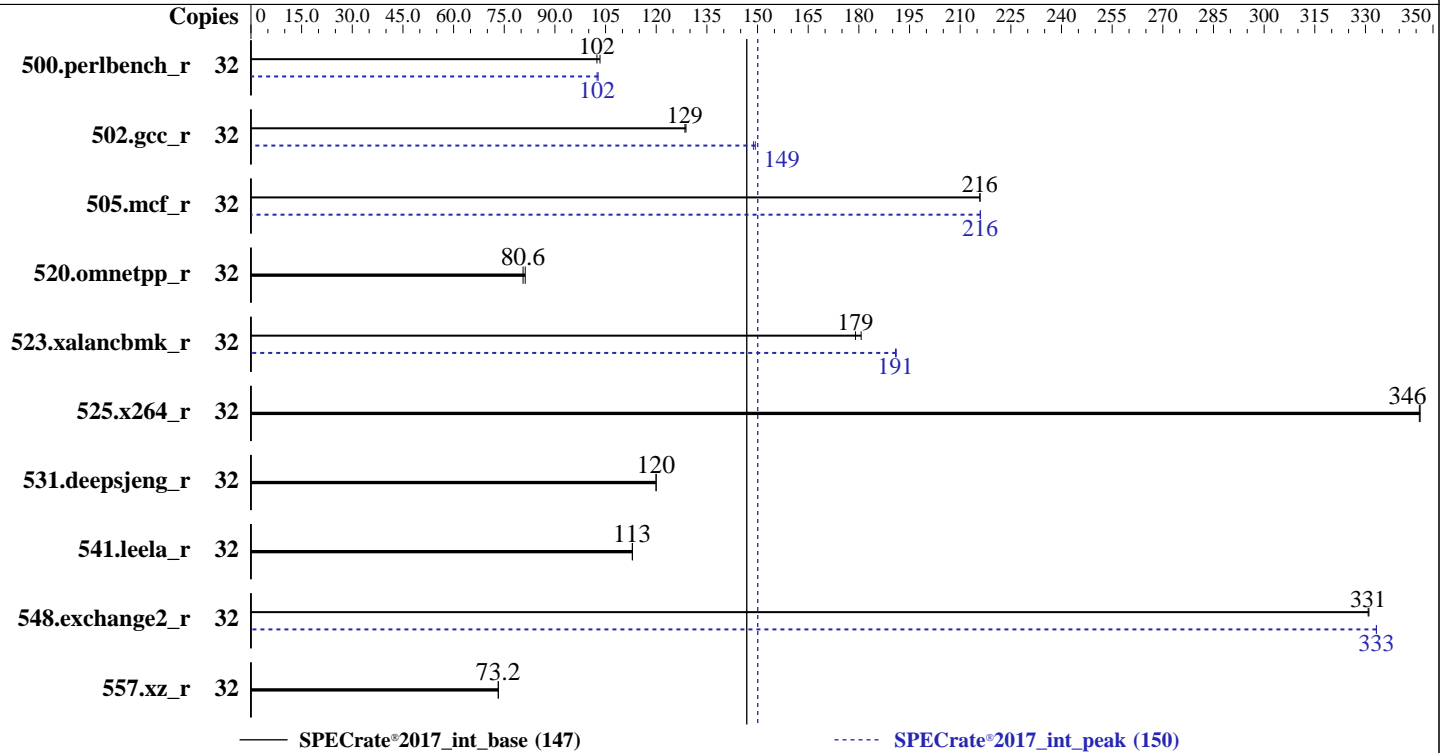 Copies 0 15.0 30.0 45.0 60.0 75.0 90.0 105 120 135 150 165 180 195 210 225 240 255 270 285 300 315 330 350
102
500.perlbench_r 32
102
129
502.gcc_r 32
149
216
505.mcf_r 32
216
80.6
520.omnetpp_r 32
179
523.xalancbmk_r 32
191
346
525.x264_r 32
120
531.deepsjeng_r 32
113
541.leela_r 32
331
548.exchange2_r 32
333
73.2
557.xz_r 32
SPECrate®2017_int_base (147) SPECrate®2017_int_peak (150)